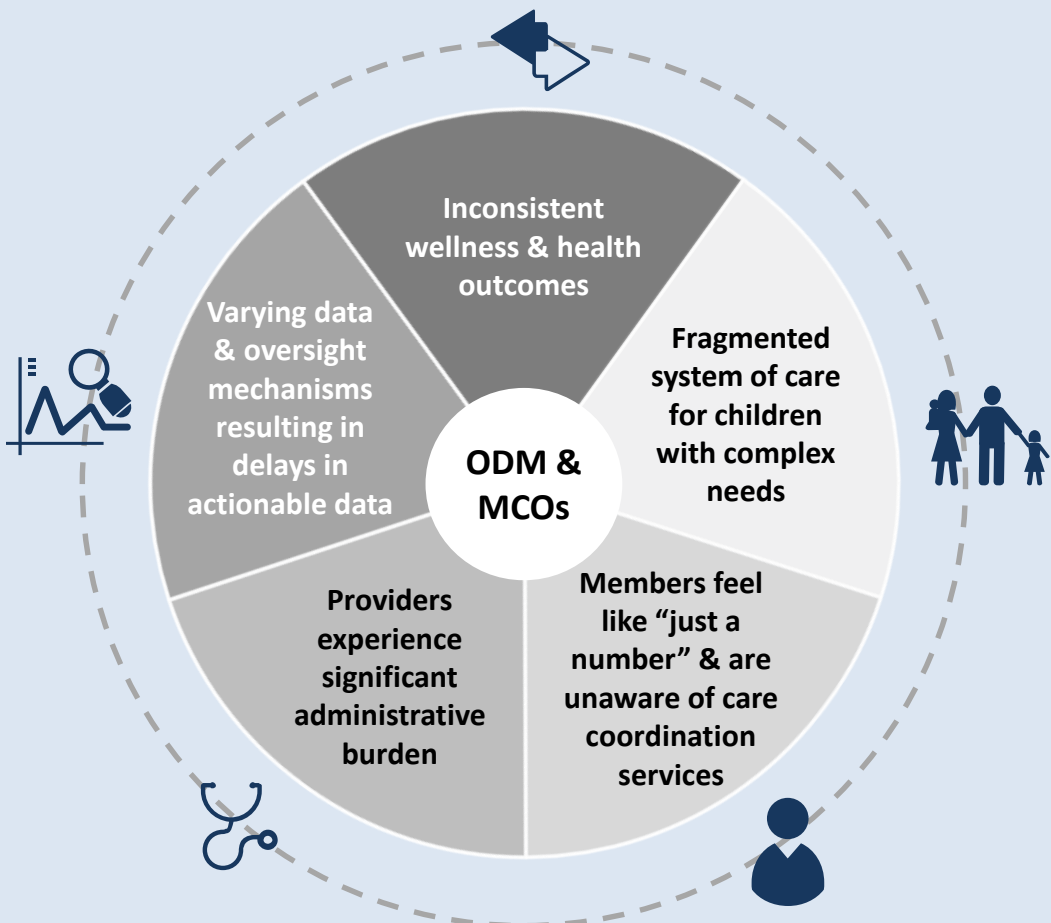 Inconsistent
wellness & health
outcomes
Fragmented
system of care
for children
with complex
needs
Members feel
like “just a
number” & are
unaware of care
coordination
services
Providers
experience
significant
administrative
burden
Varying data
& oversight
mechanisms
resulting in
delays in
actionable data
ODM &
MCOs